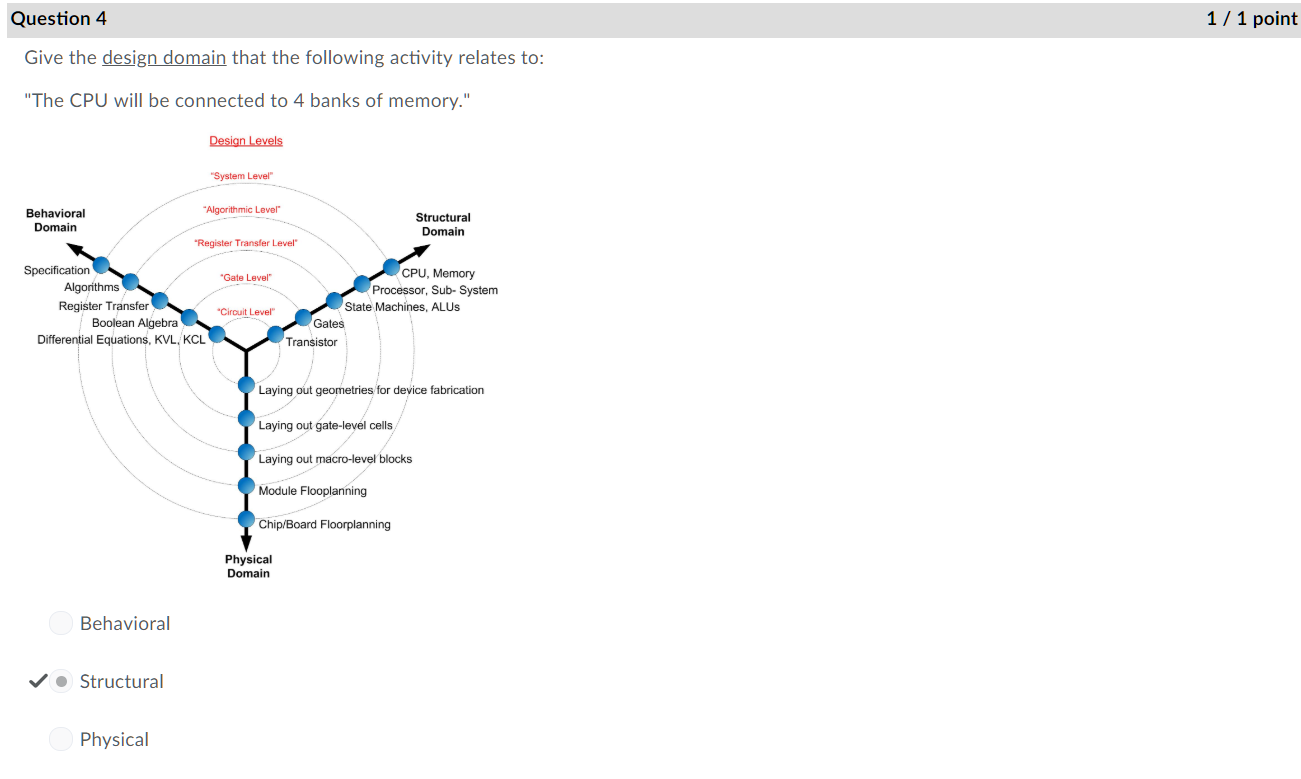 Question 4
1 / 1 point
Give the design domain that the following activity relates to:
"The CPU will be connected to 4 banks of memory."
Design Levels
"System Level"
"Algorithmic Level"
"Register Transfer Level"
"Gate Level"
"Circuit Level"
Behavioral
Domain
Specification
Algorithms
Register Transfer
Boolean Algebra
Differential Equations, KVL, KCL
Structural
Domain
CPU, Memory
Processor, Sub- System
State Machines, ALUs
Gates
Transistor
Laying out geometries for device fabrication
Laying out gate-level cells
Laying out macro-level blocks
Module Flooplanning
Chip/Board Floorplanning
Physical
Domain
Behavioral
Structural
Physical